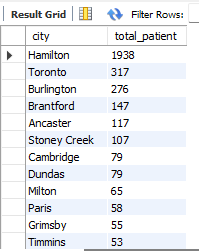 Result Grid Filter Rows:
city total_patient
Hamilton 1938
Toronto 317
Burlington 276
Brantford 147
Ancaster 117
Stoney Creek 107
Cambridge 79
Dundas 79
Milton 65
Paris 58
Grimsby 55
Timmins 53